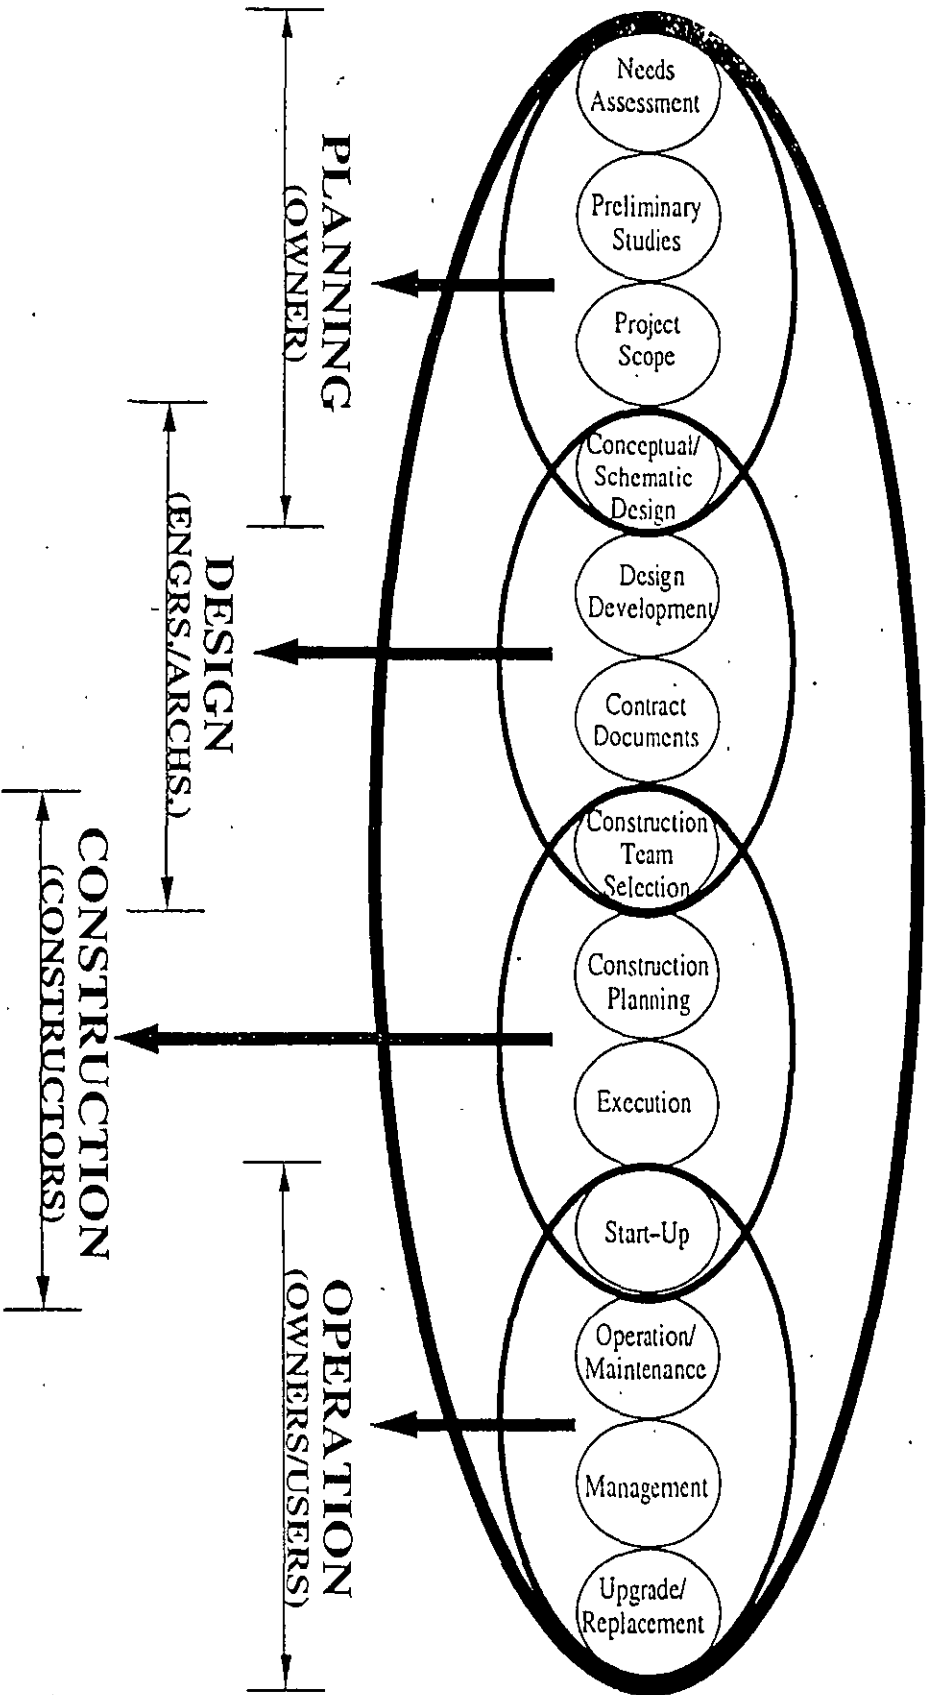 Needs
Assessment
Preliminary
Studies
Project
Scope
Conceptual/
Schematic
Design
Design
Development
Contract
Documents
Construction
Team
Selection
Construction
Planning
Execution
Start-Up
Operation/
Maintenance
Management
Upgrade/
Replacement
PLANNING
(OWNER)
DESIGN
(ENGRS./ARCHS.)
CONSTRUCTION
(CONSTRUCTORS)
OPERATION
(OWNERS/USERS)